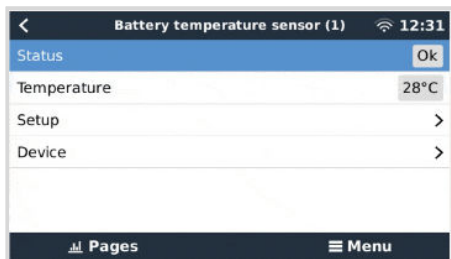 Battery temperature sensor (1) 12:31
Status Ok
Temperature 28°C
Setup
Device
Pages Menu